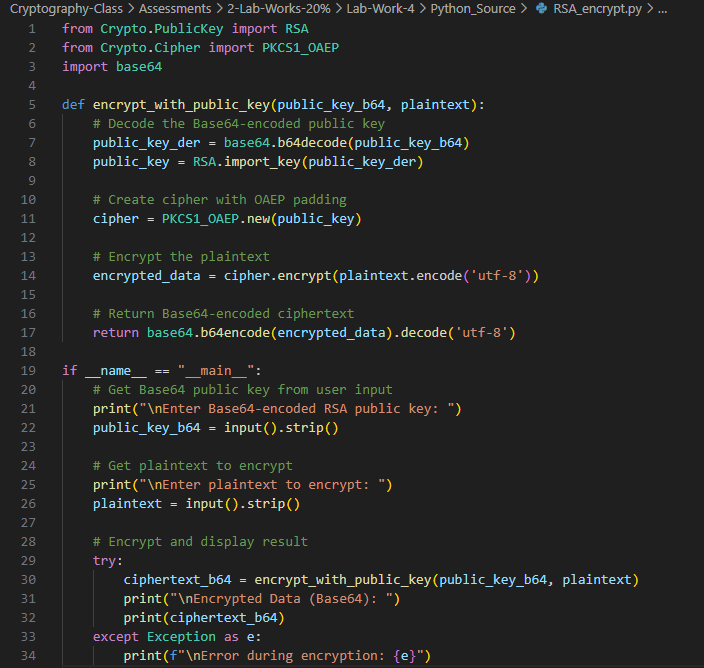 Cryptography-Class > Assessments > 2-Lab-Works-20% > Lab-Work-4 > Python_Source > RSA_encrypt.py > ...
1 from Crypto.PublicKey import RSA
2 from Crypto.Cipher import PKCS1_OAEP
3 import base64
4
5 def encrypt_with_public_key(public_key_b64, plaintext):
6     # Decode the Base64-encoded public key
7     public_key_der = base64.b64decode(public_key_b64)
8     public_key = RSA.import_key(public_key_der)
9
10     # Create cipher with OAEP padding
11     cipher = PKCS1_OAEP.new(public_key)
12
13     # Encrypt the plaintext
14     encrypted_data = cipher.encrypt(plaintext.encode('utf-8'))
15
16     # Return Base64-encoded ciphertext
17     return base64.b64encode(encrypted_data).decode('utf-8')
18
19 if __name__ == "__main__":
20     # Get Base64 public key from user input
21     print("\nEnter Base64-encoded RSA public key: ")
22     public_key_b64 = input().strip()
23
24     # Get plaintext to encrypt
25     print("\nEnter plaintext to encrypt: ")
26     plaintext = input().strip()
27
28     # Encrypt and display result
29     try:
30         ciphertext_b64 = encrypt_with_public_key(public_key_b64, plaintext)
31         print("\nEncrypted Data (Base64): ")
32         print(ciphertext_b64)
33     except Exception as e:
34         print(f"\nError during encryption: {e}")